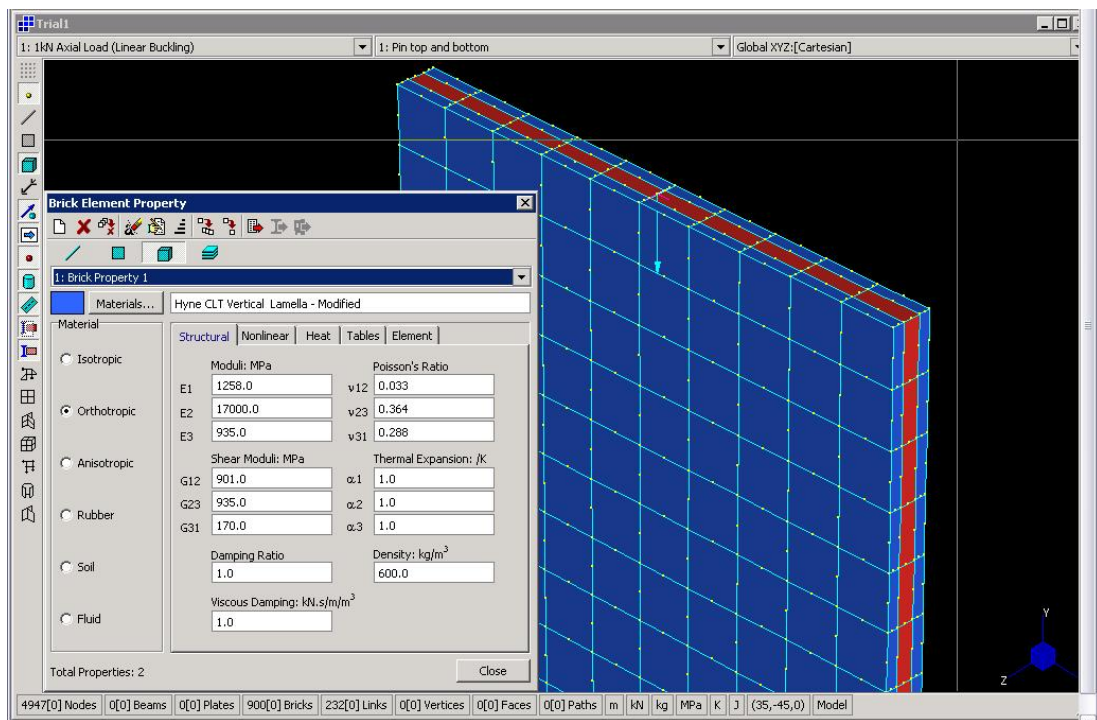 Trial1
1: 1kN Axial Load (Linear Buckling)
1: Pin top and bottom
Global XYZ:[Cartesian]
Brick Element Property
1: Brick Property 1
Materials...
Hyne CLT Vertical Lamella - Modified
Material
Isotropic
Orthotropic
Anisotropic
Rubber
Soil
Fluid
Structural Nonlinear Heat Tables Element
Moduli: MPa Poisson's Ratio
E1 1258.0 ν12 0.033
E2 17000.0 ν23 0.364
E3 935.0 ν31 0.288
Shear Moduli: MPa Thermal Expansion: /K
G12 901.0 α1 1.0
G23 935.0 α2 1.0
G31 170.0 α3 1.0
Damping Ratio Density: kg/m³
1.0 600.0
Viscous Damping: kN.s/m/m³
1.0
Total Properties: 2
Close
Y
Z
4947[0] Nodes 0[0] Beams 0[0] Plates 900[0] Bricks 232[0] Links 0[0] Vertices 0[0] Faces 0[0] Paths m kN kg MPa K J (35,-45,0) Model